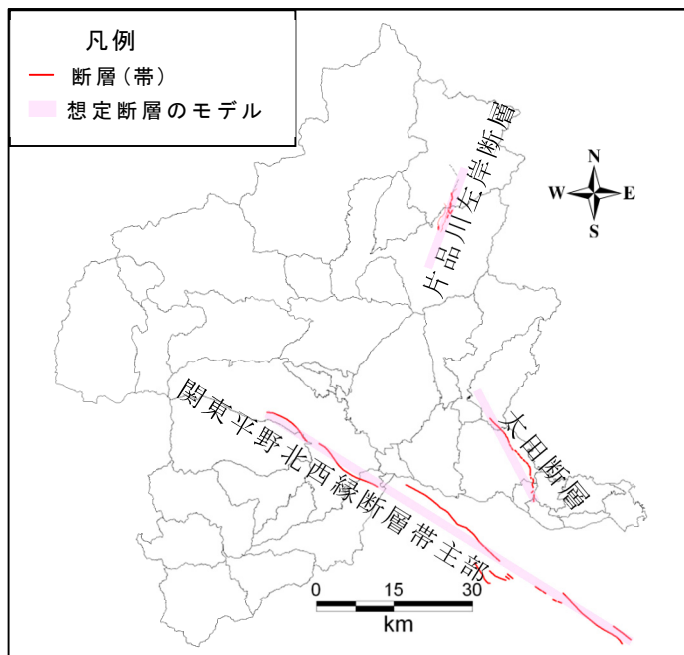 凡例
断層(帯)
想定断層のモデル
片品川左岸断層
N
W
E
S
関東平野北西縁断層帯主部
太田断層
0 15 30
km